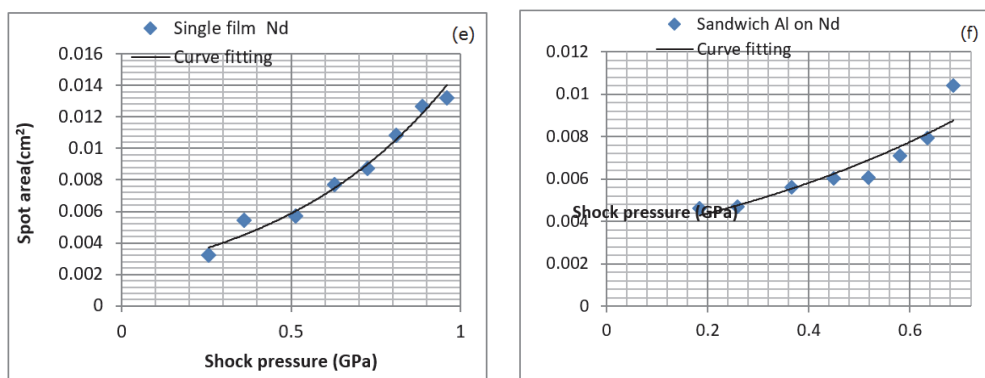 Single film Nd
(e)
Curve fitting
0.016
0.014
0.012
0.01
0.008
0.006
0.004
0.002
0
Spot area(cm²)
0
0.5
1
Shock pressure (GPa)
Sandwich Al on Nd
(f)
Curve fitting
0.012
0.01
0.008
0.006
0.004
0.002
0
Shock pressure (GPa)
0
0.2
0.4
0.6